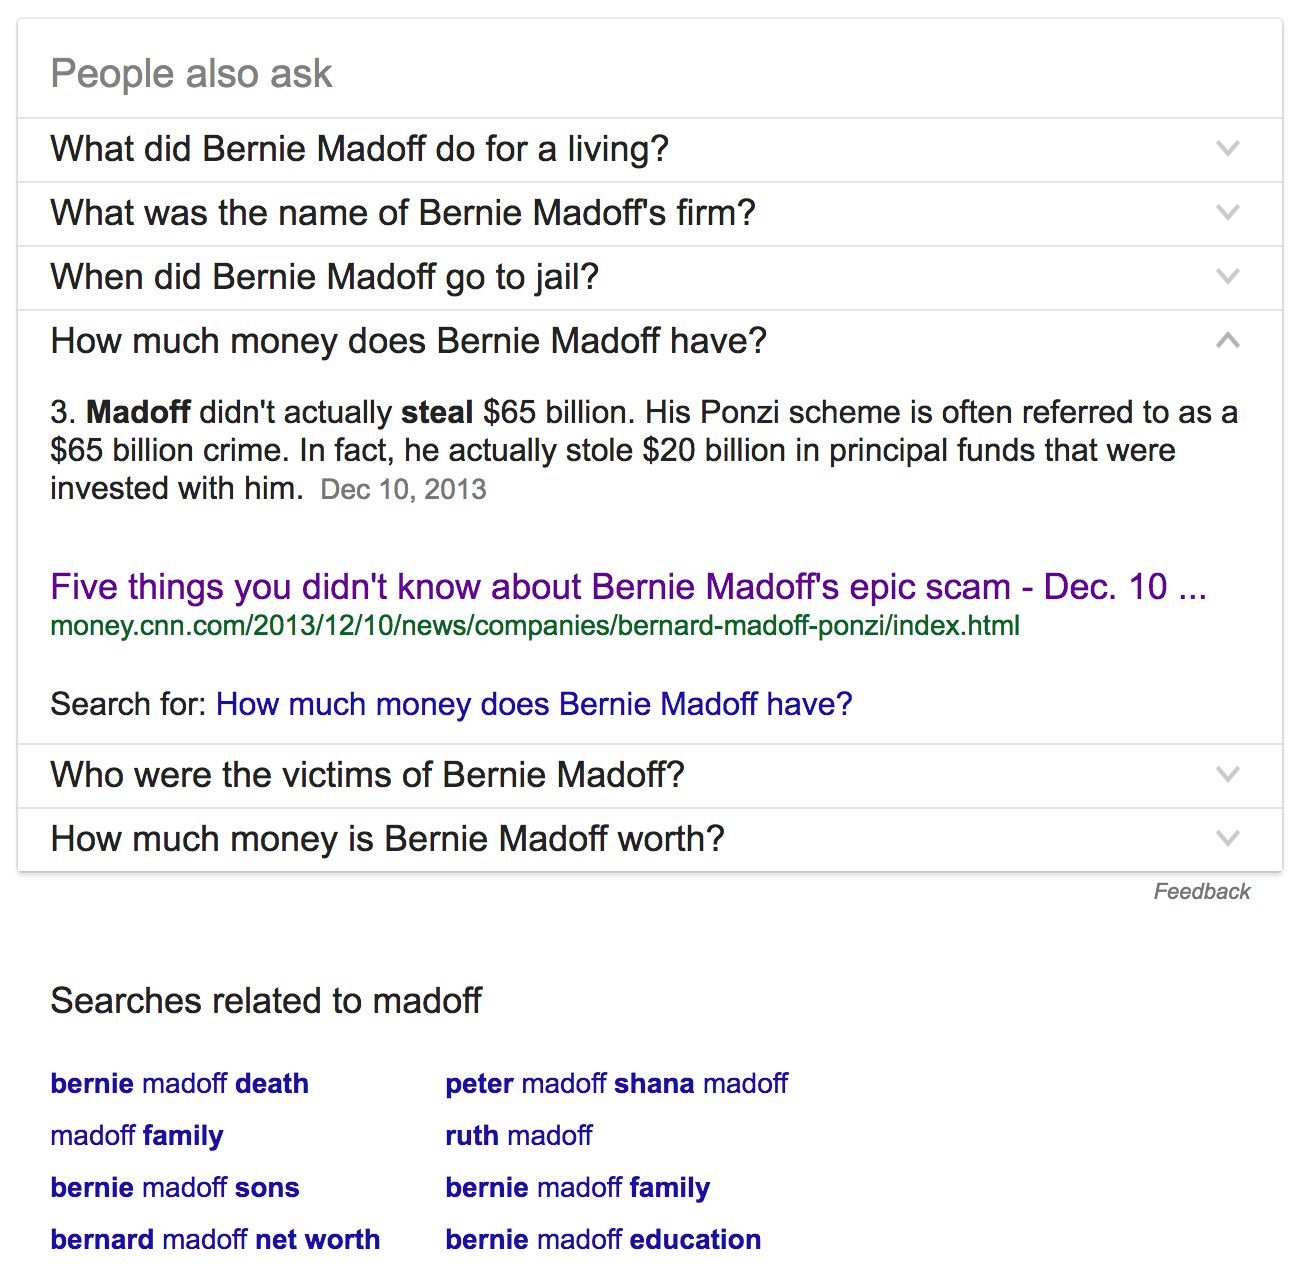 People also ask
What did Bernie Madoff do for a living?
What was the name of Bernie Madoff's firm?
When did Bernie Madoff go to jail?
How much money does Bernie Madoff have?
3. Madoff didn't actually steal $65 billion. His Ponzi scheme is often referred to as a
$65 billion crime. In fact, he actually stole $20 billion in principal funds that were
invested with him. Dec 10, 2013
Five things you didn't know about Bernie Madoff's epic scam - Dec. 10 ...
money.cnn.com/2013/12/10/news/companies/bernard-madoff-ponzi/index.html
Search for: How much money does Bernie Madoff have?
Who were the victims of Bernie Madoff?
How much money is Bernie Madoff worth?
Feedback
Searches related to madoff
bernie madoff death
peter madoff shana madoff
madoff family
ruth madoff
bernie madoff sons
bernie madoff family
bernard madoff net worth
bernie madoff education